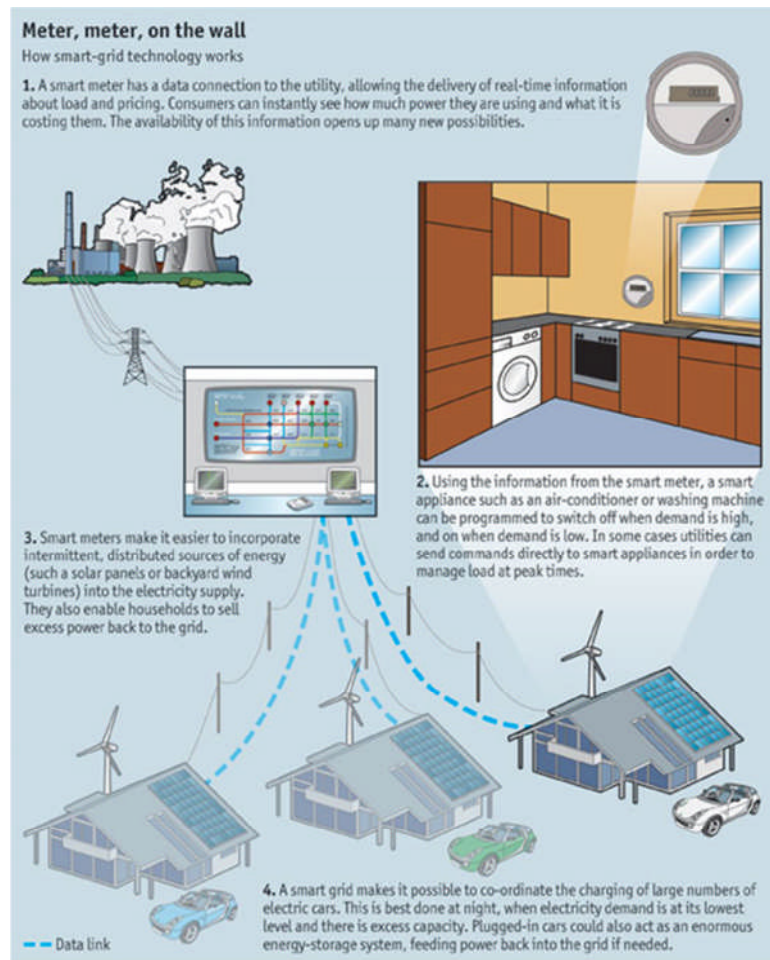 Meter, meter, on the wall
How smart-grid technology works
1. A smart meter has a data connection to the utility, allowing the delivery of real-time information
about load and pricing. Consumers can instantly see how much power they are using and what it is
costing them. The availability of this information opens up many new possibilities.
2. Using the information from the smart meter, a smart
appliance such as an air-conditioner or washing machine
can be programmed to switch off when demand is high,
and on when demand is low. In some cases utilities can
send commands directly to smart appliances in order to
manage load at peak times.
3. Smart meters make it easier to incorporate
intermittent, distributed sources of energy
(such a solar panels or backyard wind
turbines) into the electricity supply.
They also enable households to sell
excess power back to the grid.
4. A smart grid makes it possible to co-ordinate the charging of large numbers of
electric cars. This is best done at night, when electricity demand is at its lowest
level and there is excess capacity. Plugged-in cars could also act as an enormous
energy-storage system, feeding power back into the grid if needed.
Data link